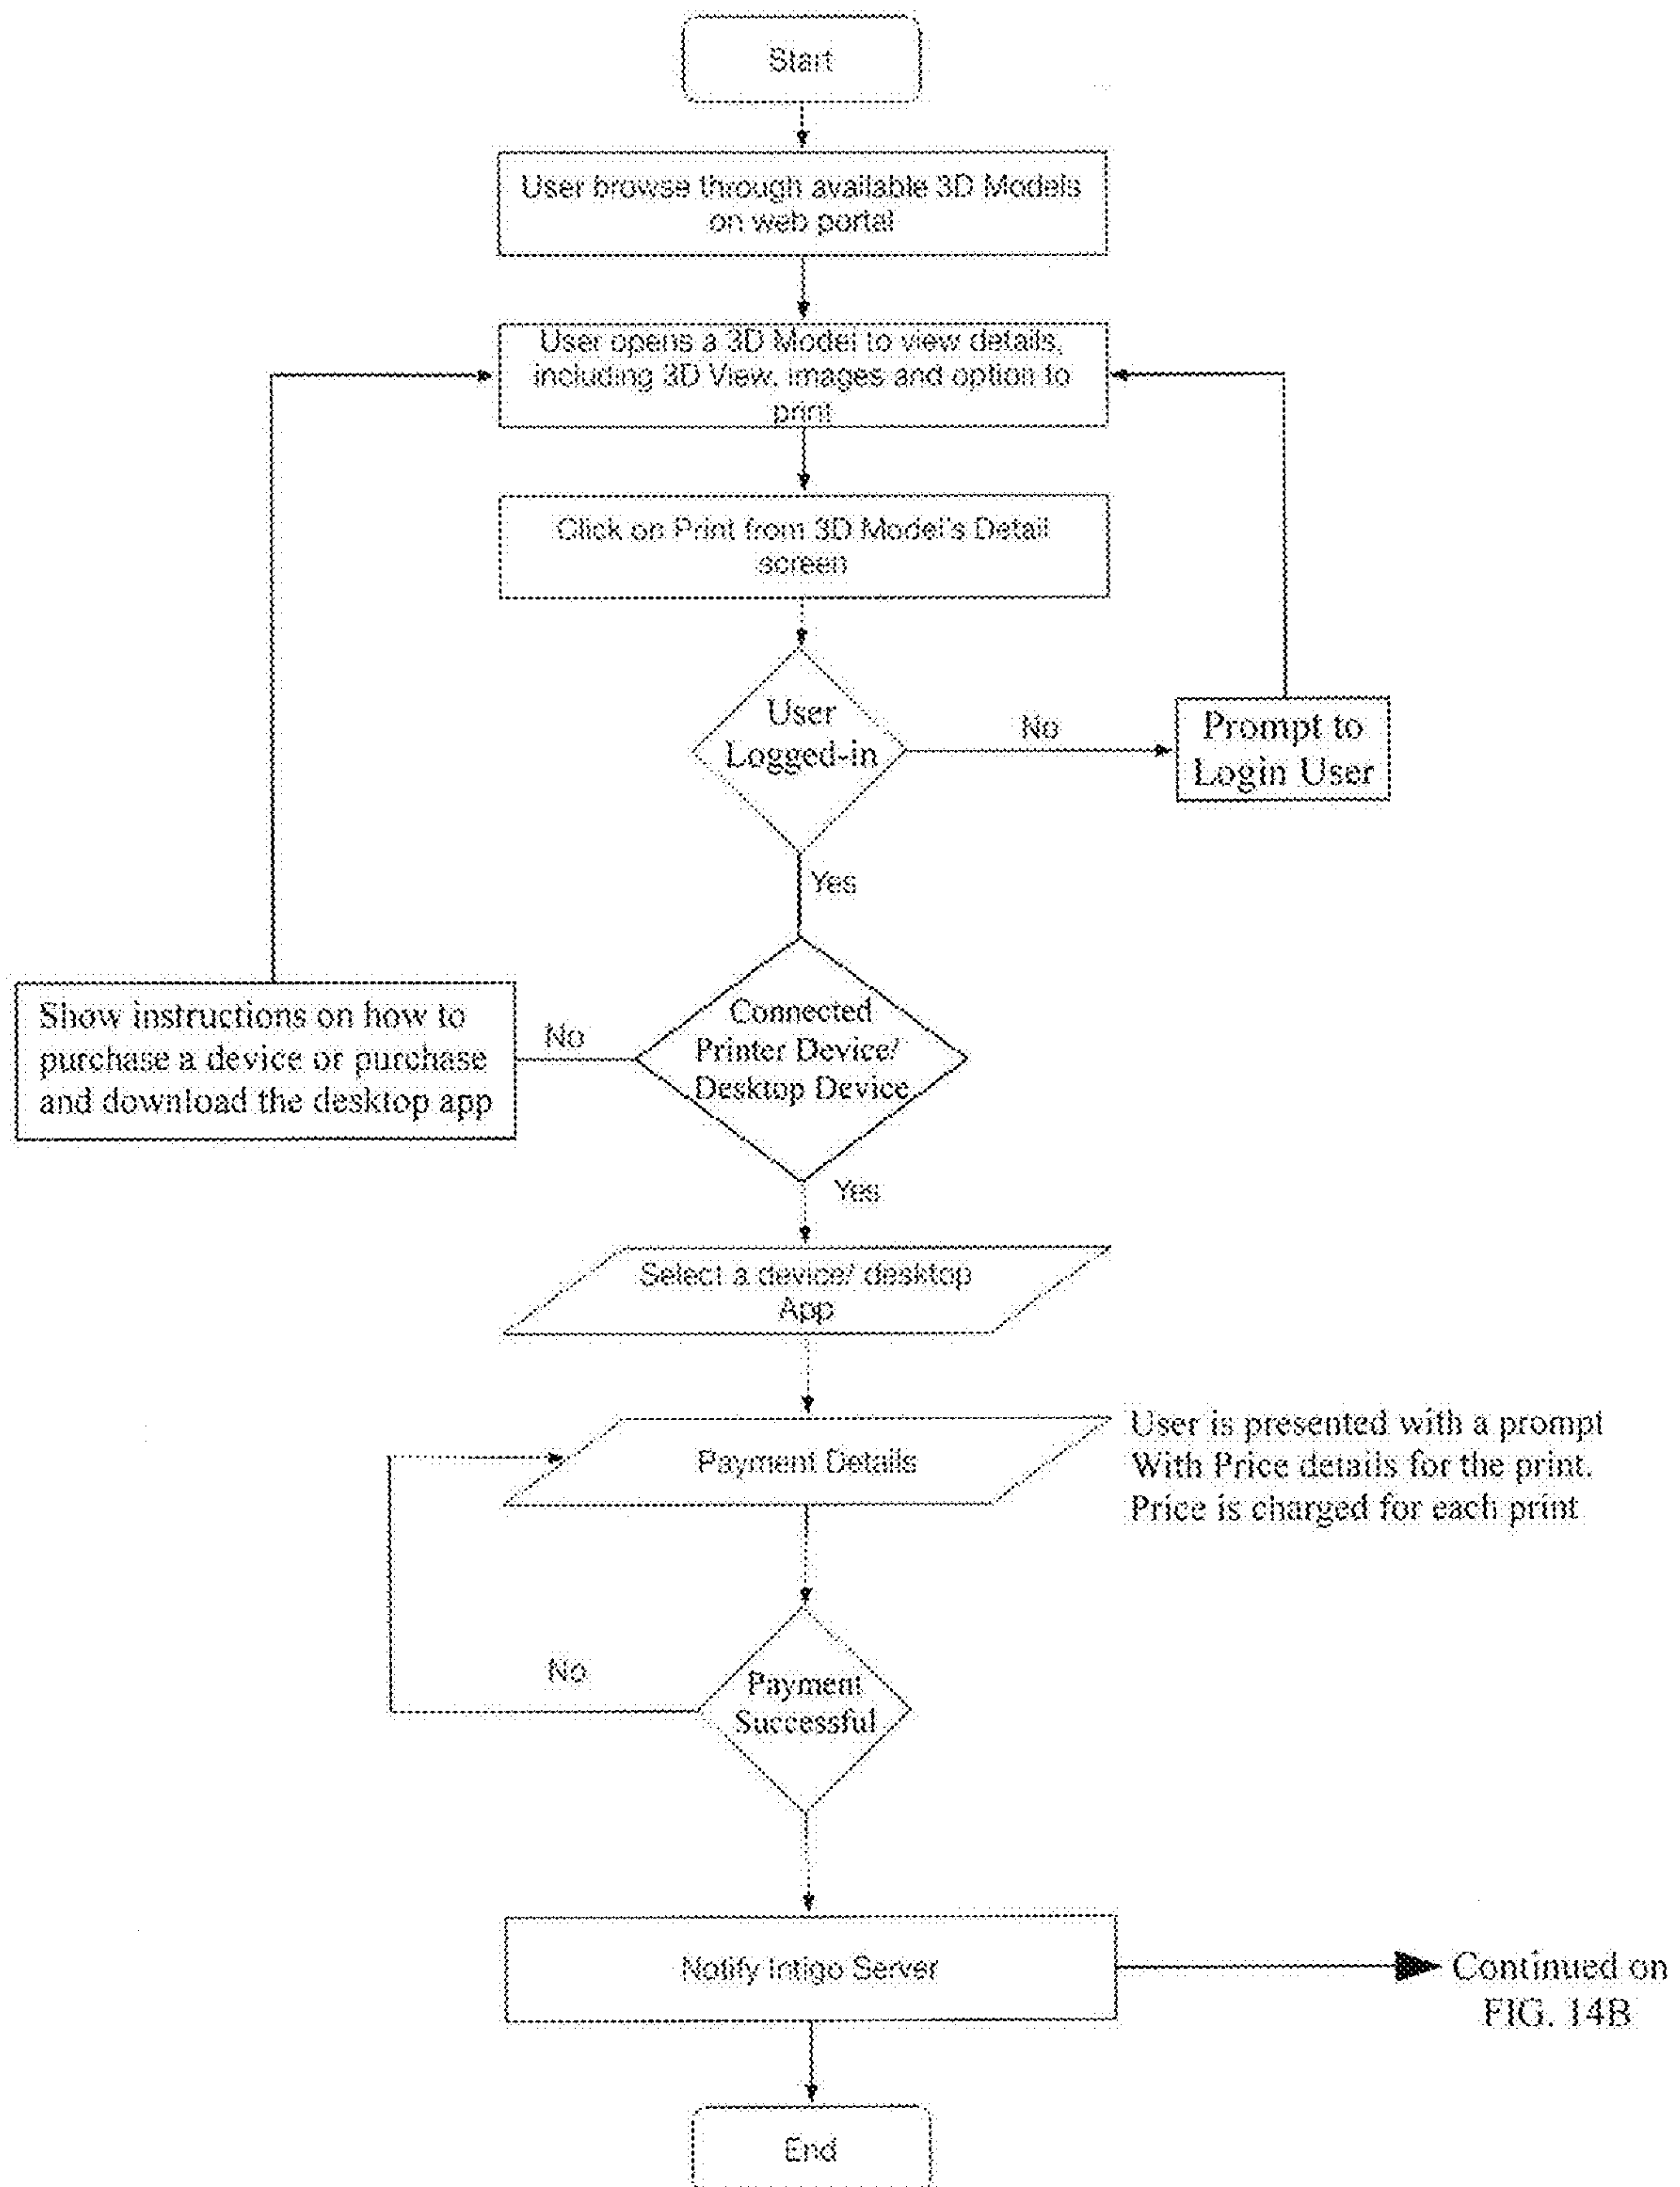 Start
User browse through available 3D Models
on web portal
User opens a 3D Model to view details,
including 3D View, images and option to
print
Click on Print from 3D Model's Detail
screen
User
Logged-in
No
Prompt to
Login User
Yes
Connected
Printer Device/
Desktop Device
No
Show instructions on how to
purchase a device or purchase
and download the desktop app
Yes
Select a device/ desktop
App
Payment Details
User is presented with a prompt
With Price details for the print.
Price is charged for each print
No
Payment
Successful
Notify Intigo Server
Continued on
FIG. 14B
End